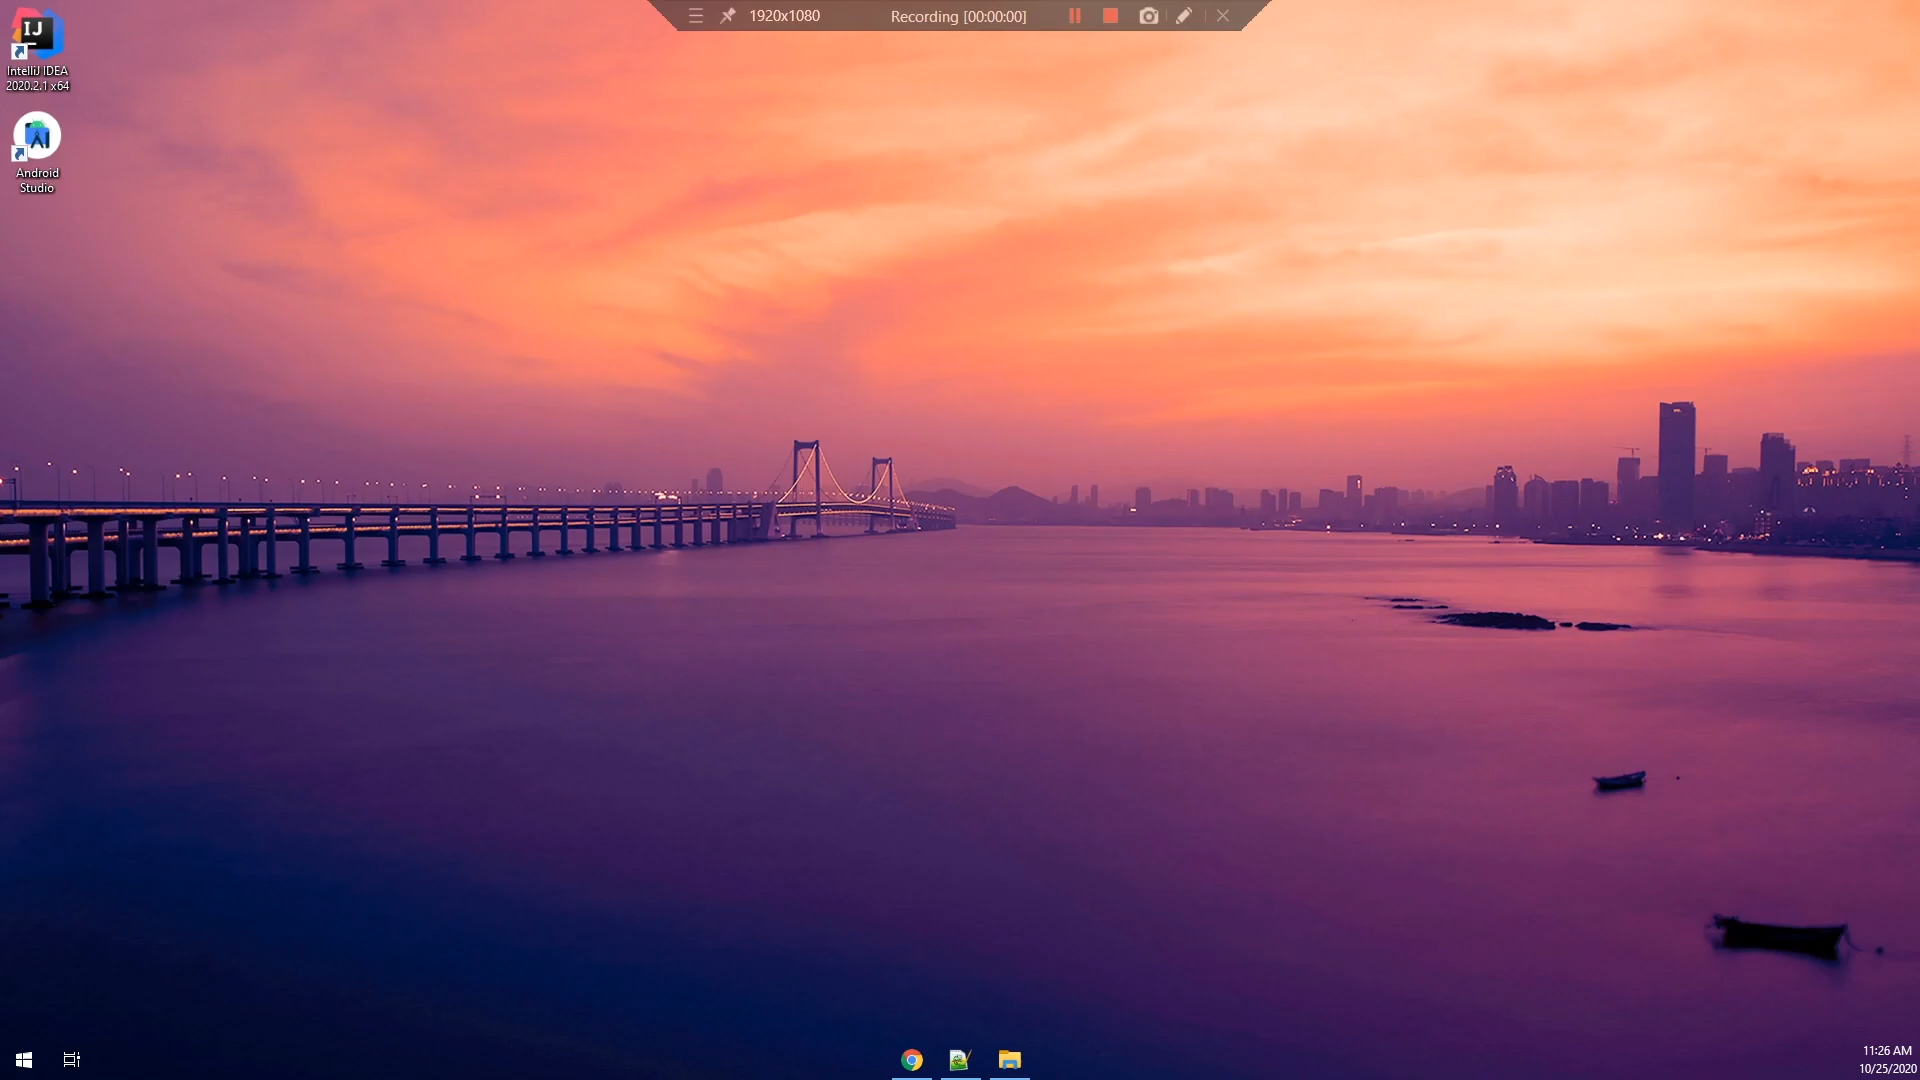 1920x1080
Recording [00:00:00]
IJ
IntelliJ IDEA
2020.2.1 x64
Android
Studio
11:26 AM
10/25/2020